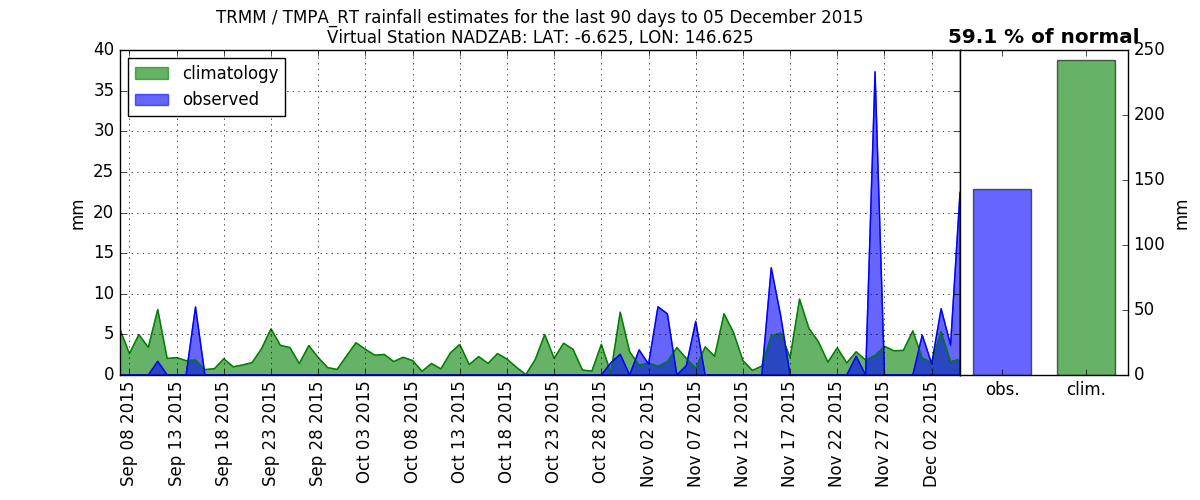 TRMM / TMPA_RT rainfall estimates for the last 90 days to 05 December 2015
Virtual Station NADZAB: LAT: -6.625, LON: 146.625
59.1 % of normal
climatology
observed
40
35
30
25
20
15
10
5
0
mm
Sep 08 2015
Sep 13 2015
Sep 18 2015
Sep 23 2015
Sep 28 2015
Oct 03 2015
Oct 08 2015
Oct 13 2015
Oct 18 2015
Oct 23 2015
Oct 28 2015
Nov 02 2015
Nov 07 2015
Nov 12 2015
Nov 17 2015
Nov 22 2015
Nov 27 2015
Dec 02 2015
obs.
clim.
250
200
150
100
50
0
mm